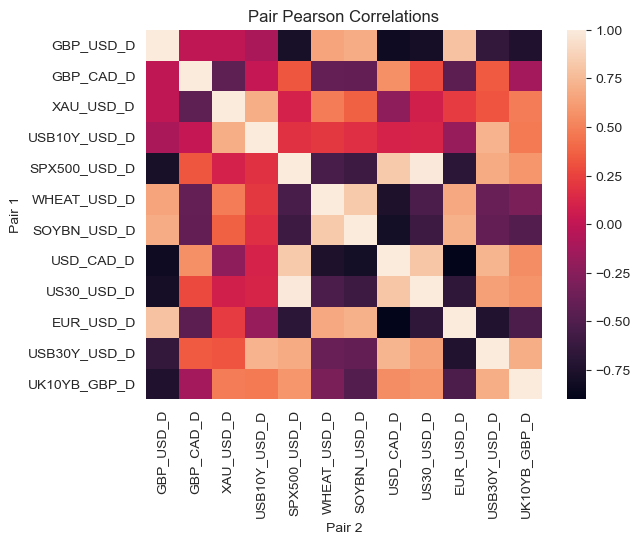 Pair Pearson Correlations
Pair 1
GBP_USD_D
GBP_CAD_D
XAU_USD_D
USB10Y_USD_D
SPX500_USD_D
WHEAT_USD_D
SOYBN_USD_D
USD_CAD_D
US30_USD_D
EUR_USD_D
USB30Y_USD_D
UK10YB_GBP_D
GBP_USD_D
GBP_CAD_D
XAU_USD_D
USB10Y_USD_D
SPX500_USD_D
WHEAT_USD_D
SOYBN_USD_D
USD_CAD_D
US30_USD_D
EUR_USD_D
USB30Y_USD_D
UK10YB_GBP_D
Pair 2
1.00
0.75
0.50
0.25
0.00
−0.25
−0.50
−0.75